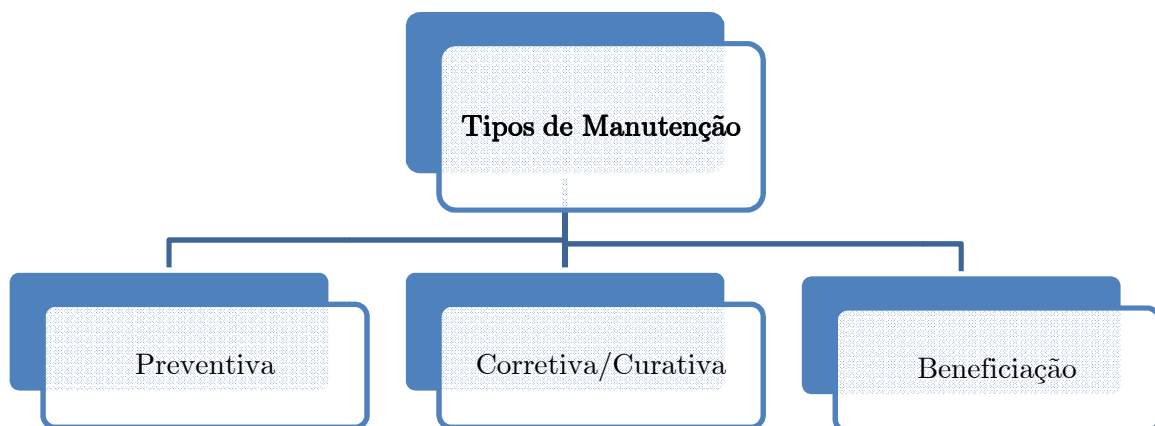 Tipos de Manutenção
Preventiva
Corretiva/Curativa
Beneficiação